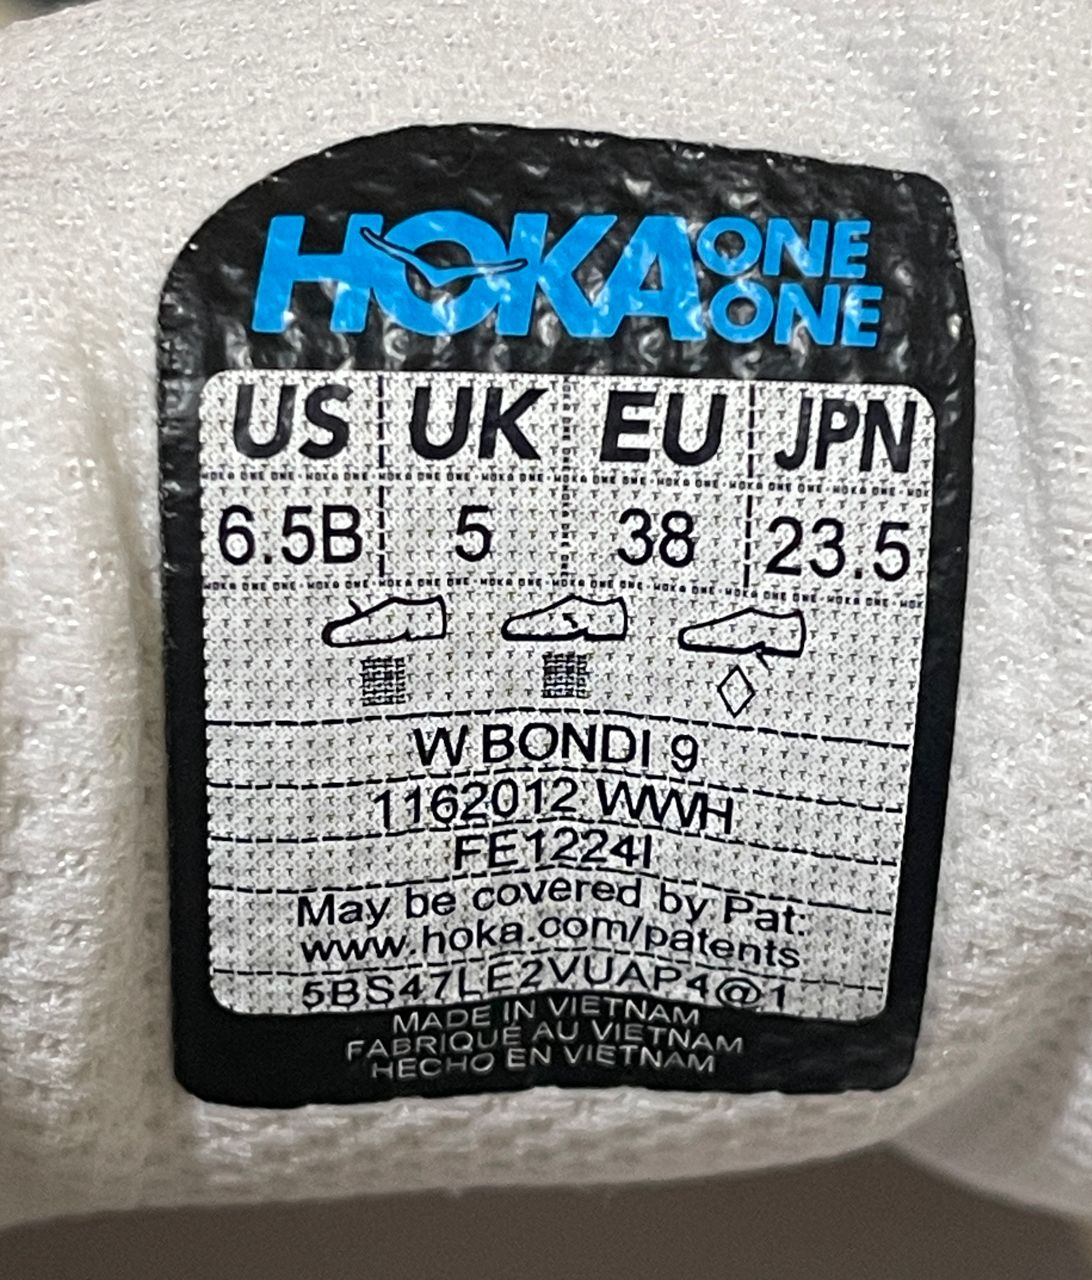 HOKA ONE ONE
US UK EU JPN
6.5B 5 38 23.5
W BONDI 9
1162012 WWH
FE1224I
May be covered by Pat:
www.hoka.com/patents
5BS47LE2VUAP4@1
MADE IN VIETNAM
FABRIQUE AU VIETNAM
HECHO EN VIETNAM